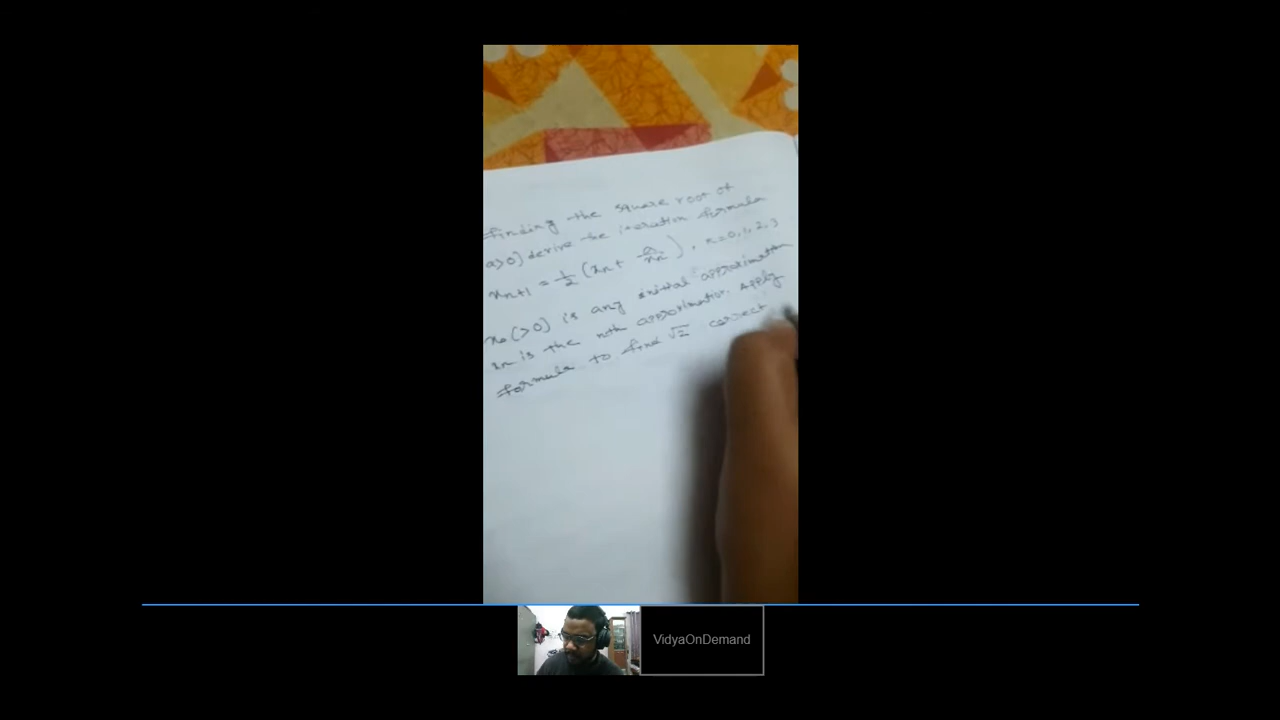 finding the square root of
a>0] derive the iteration formula
xn+1 = 1/2 (xn + a/xn), n=0,1,2,3
x0(>0] is any initial approximation
xn is the nth approximation. Apply
formula to find √2 correct
VidyaOnDemand